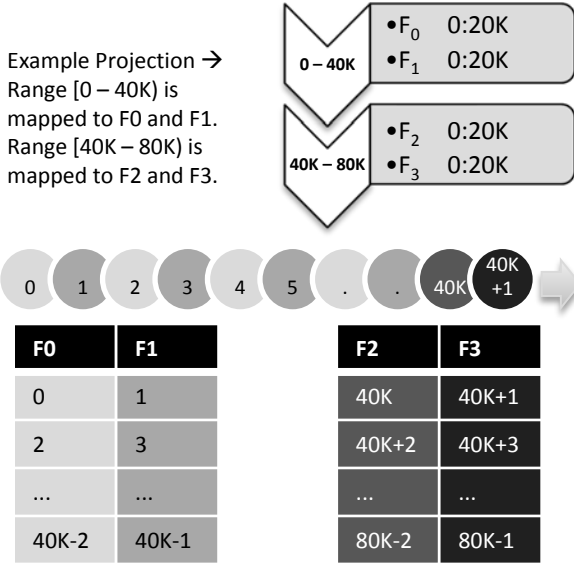 Example Projection →
Range [0 – 40K) is
mapped to F0 and F1.
Range [40K – 80K) is
mapped to F2 and F3.
0 – 40K
•F0 0:20K
•F1 0:20K
40K – 80K
•F2 0:20K
•F3 0:20K
0 1 2 3 4 5 . . 40K 40K
+1
F0 F1
0 1
2 3
... ...
40K-2 40K-1
F2 F3
40K 40K+1
40K+2 40K+3
... ...
80K-2 80K-1